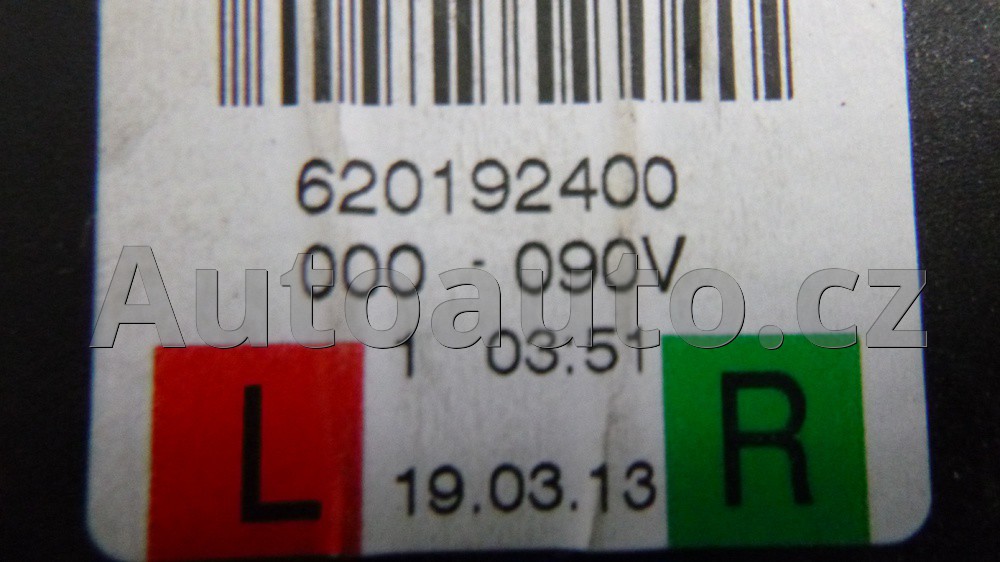 620192400
000 - 090V
Autoauto.cz
1 03.51
L
R
19.03.13